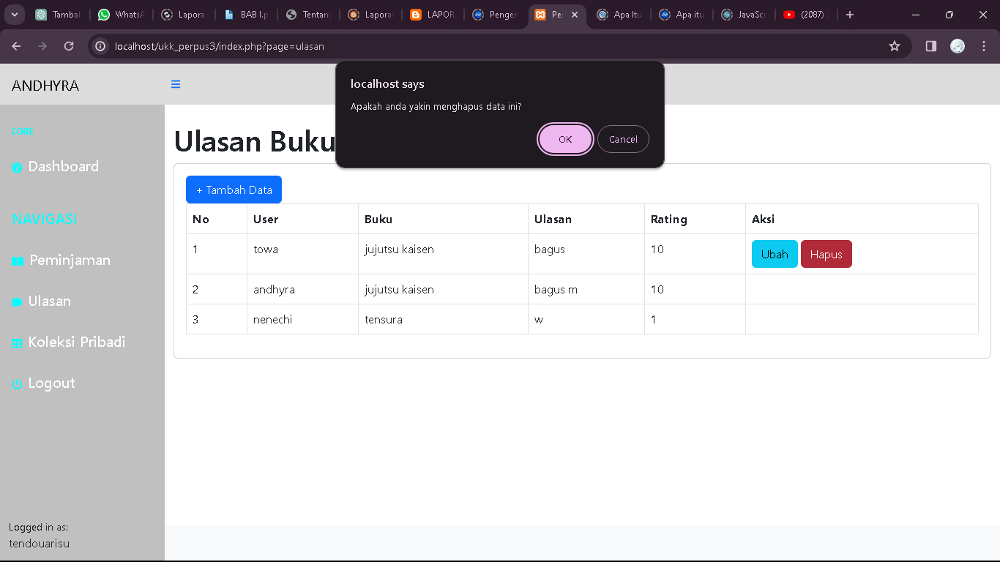 Tambah
WhatsA
Lapora
BAB I.p
Tentang
Lapora
LAPOR
Penger
Pe
Apa Itu
Apa itu
JavaScr
(2087)
localhost/ukk_perpus3/index.php?page=ulasan
ANDHYRA
localhost says
Apakah anda yakin menghapus data ini?
OK Cancel
CORE
Dashboard
NAVIGASI
Peminjaman
Ulasan
Koleksi Pribadi
Logout
Logged in as:
tendouarisu
Ulasan Buku
+ Tambah Data
No User Buku Ulasan Rating Aksi
1 towa jujutsu kaisen bagus 10 Ubah Hapus
2 andhyra jujutsu kaisen bagus m 10
3 nenechi tensura w 1